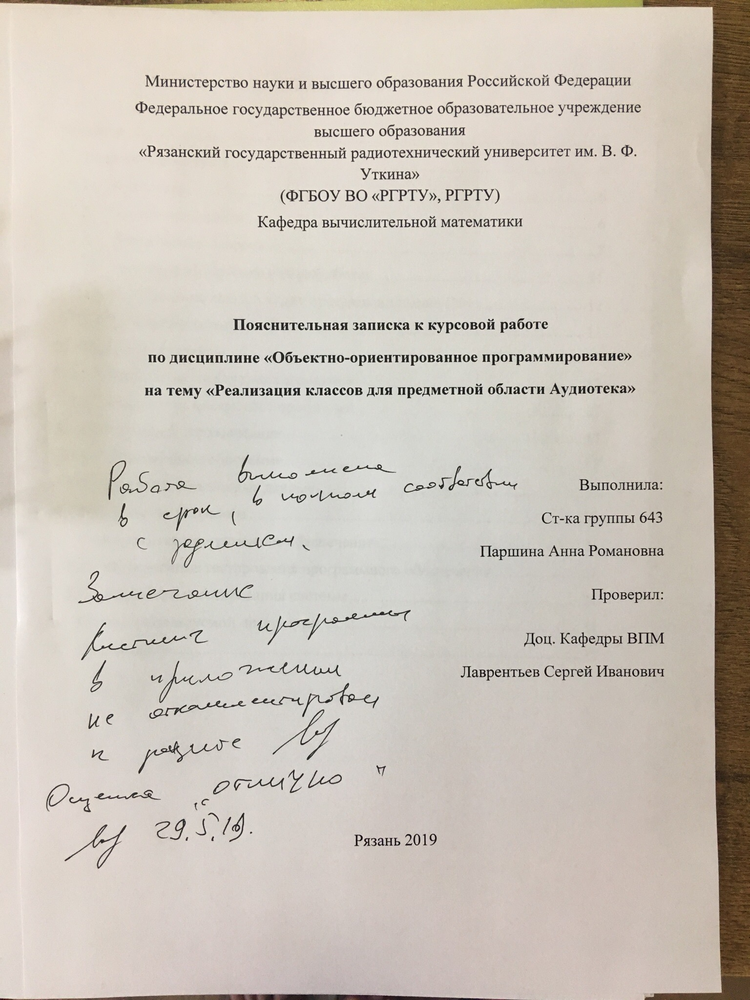 Министерство науки и высшего образования Российской Федерации
Федеральное государственное бюджетное образовательное учреждение
высшего образования
«Рязанский государственный радиотехнический университет им. В. Ф.
Уткина»
(ФГБОУ ВО «РГРТУ», РГРТУ)
Кафедра вычислительной математики
Пояснительная записка к курсовой работе
по дисциплине «Объектно-ориентированное программирование»
на тему «Реализация классов для предметной области Аудиотека»
Работа выполнена
в срок, в полном соответствии
с заданием.
Выполнила:
Ст-ка группы 643
Паршина Анна Романовна
Замечание
Листинг программы
в приложении
не откомментирован
к
Оценка „отлично"
29.5.19.
Проверил:
Доц. Кафедры ВПМ
Лаврентьев Сергей Иванович
Рязань 2019